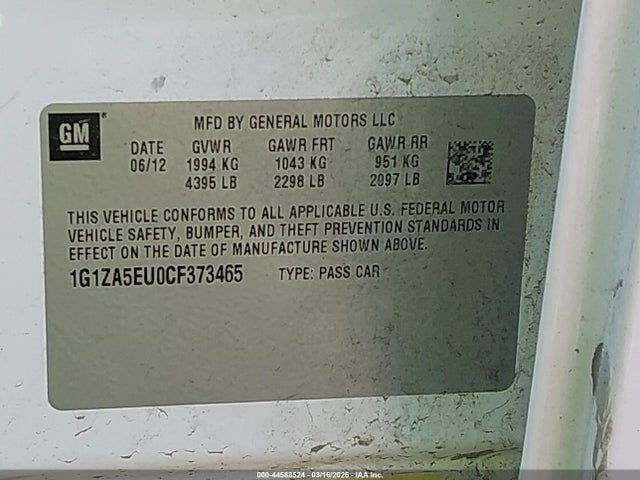 GM
MFD BY GENERAL MOTORS LLC
DATE GVWR GAWR FRT GAWR RR
06/12 1994 KG 1043 KG 951 KG
4395 LB 2298 LB 2097 LB
THIS VEHICLE CONFORMS TO ALL APPLICABLE U.S. FEDERAL MOTOR
VEHICLE SAFETY, BUMPER, AND THEFT PREVENTION STANDARDS IN
EFFECT ON THE DATE OF MANUFACTURE SHOWN ABOVE.
1G1ZA5EU0CF373465 TYPE: PASS CAR
000-44588524 - 03/16/2026 - IAA Inc.